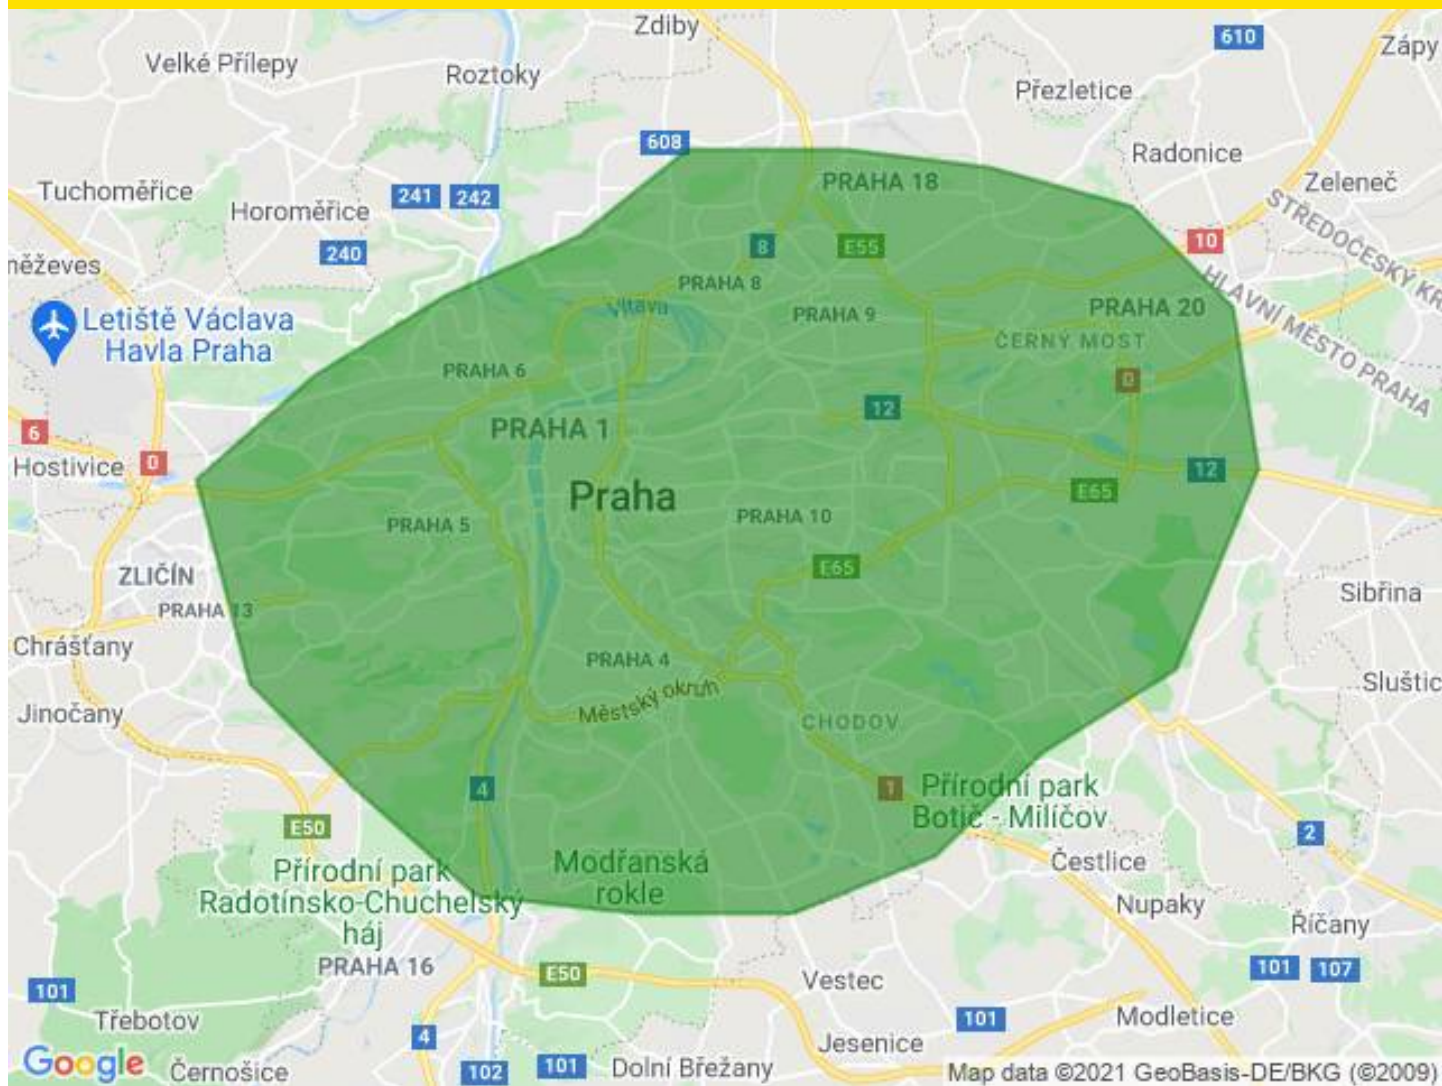 Zdiby
610
Zápy
Velké Přílepy
Roztoky
Přezletice
608
Radonice
Tuchoměřice
241
242
PRAHA 18
Zeleneč
Horoměřice
STŘEDOČESKÝ KR
240
8
E55
10
něževes
HLAVNÍ MĚSTO PRAHA
PRAHA 8
Vltava
PRAHA 9
PRAHA 20
Letiště Václava
Havla Praha
ČERNÝ MOST
PRAHA 6
D
12
6
PRAHA 1
Hostivice
D
12
Praha
E65
PRAHA 5
PRAHA 10
E65
ZLIČÍN
PRAHA 13
Sibřina
Chrášťany
PRAHA 4
Sluštic
Městský okruh
Jinočany
CHODOV
4
1
Přírodní park
Botič - Milíčov
E50
2
Přírodní park
Radotínsko-Chuchelský
háj
Modřanská
rokle
Čestlice
Nupaky
Říčany
PRAHA 16
E50
Vestec
101
107
101
Třebotov
101
Modletice
4
Jesenice
Google
Černošice
102
101
Dolní Břežany
Map data ©2021 GeoBasis-DE/BKG (©2009)